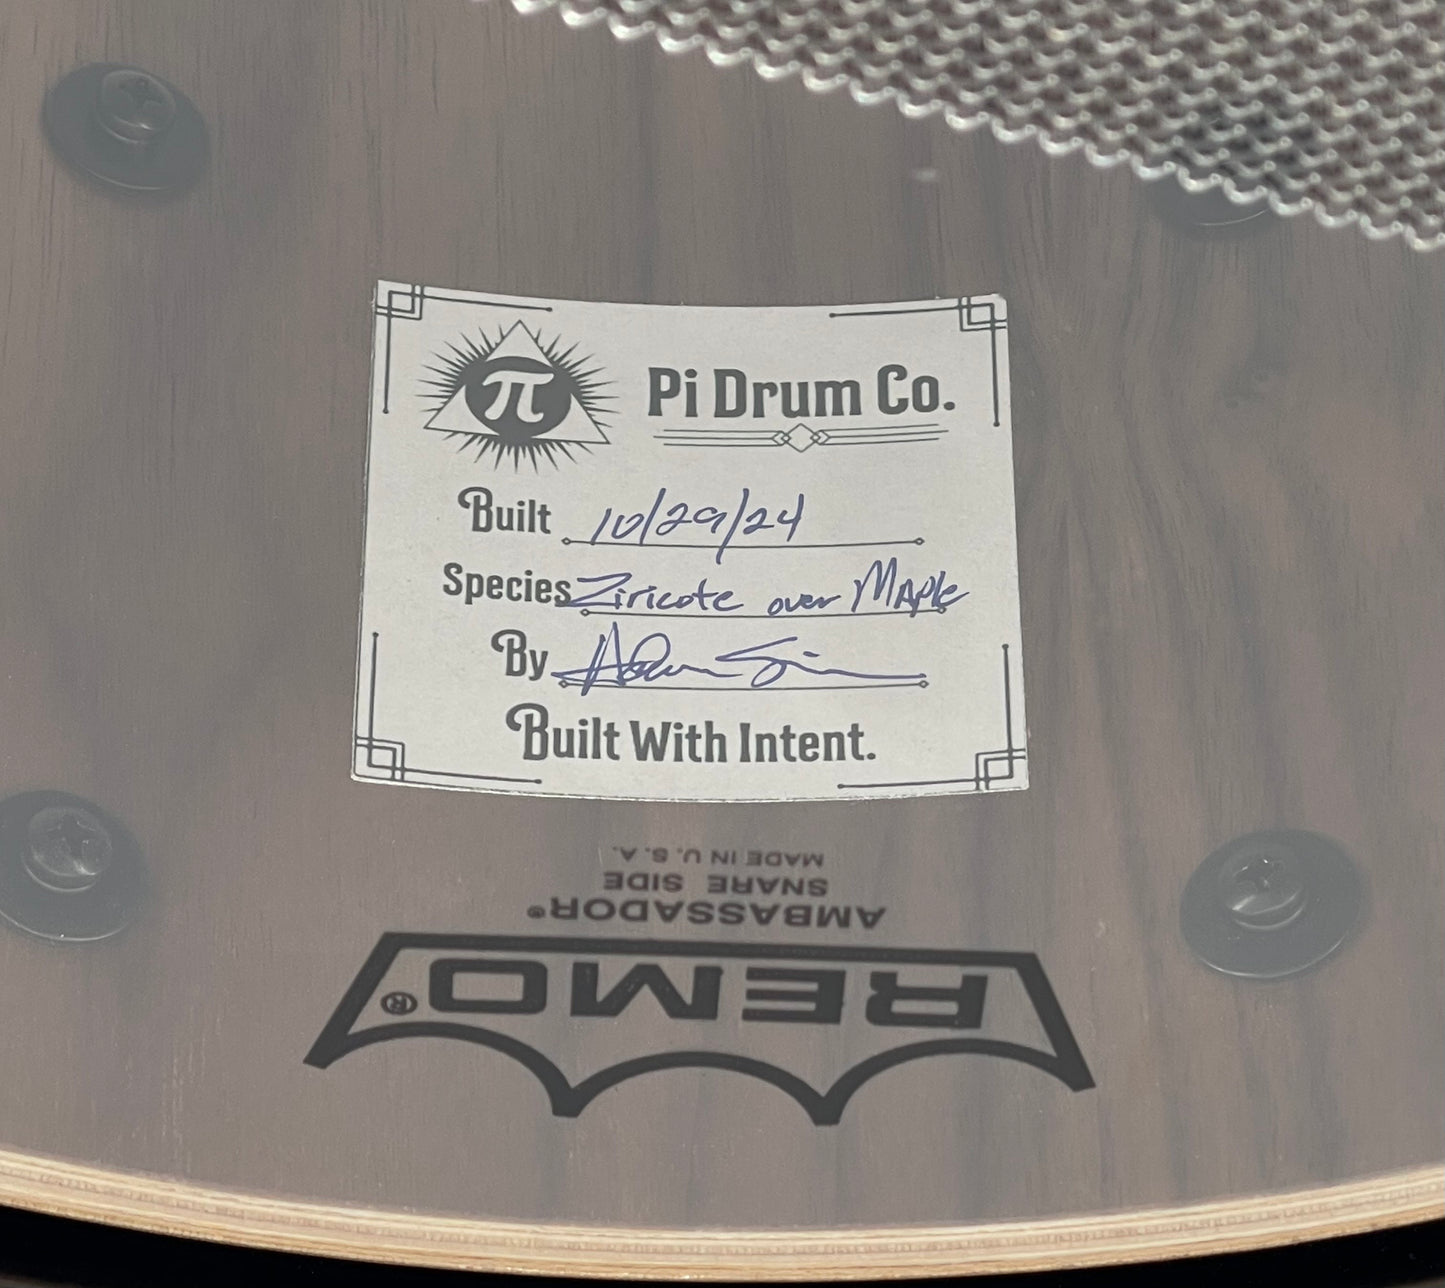 π Pi Drum Co.
Built 10/29/24
Species Ziricote over Maple
By
Built With Intent.
MADE IN U.S.A.
SNARE SIDE
AMBASSADOR®
REMO®